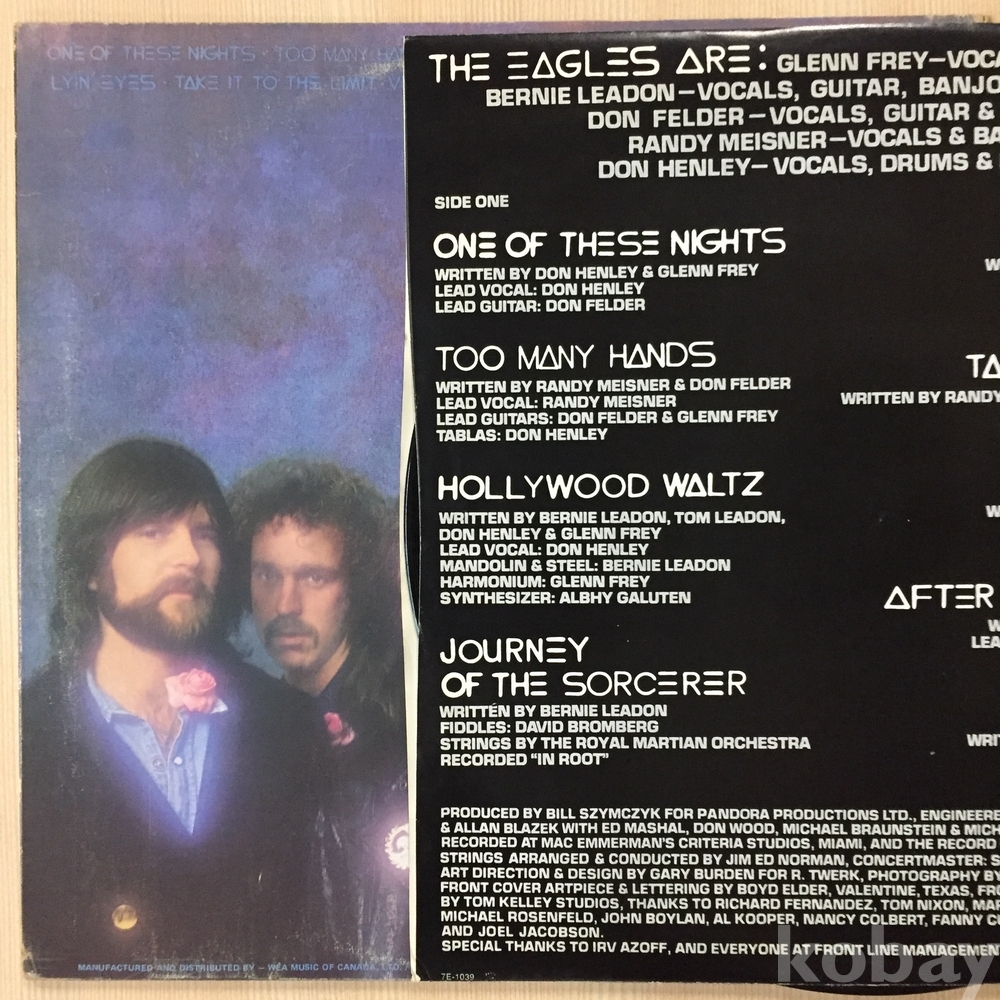 ONE OF THESE NIGHTS · TOO MANY HA
LYIN' EYES · TAKE IT TO THE LIMIT · V
THE EAGLES ARE: GLENN FREY—VOCA
BERNIE LEADON—VOCALS, GUITAR, BANJO
DON FELDER—VOCALS, GUITAR &
RANDY MEISNER—VOCALS & BA
DON HENLEY—VOCALS, DRUMS &
SIDE ONE
ONE OF THESE NIGHTS
WRITTEN BY DON HENLEY & GLENN FREY
LEAD VOCAL: DON HENLEY
LEAD GUITAR: DON FELDER
TOO MANY HANDS
WRITTEN BY RANDY MEISNER & DON FELDER
LEAD VOCAL: RANDY MEISNER
LEAD GUITARS: DON FELDER & GLENN FREY
TABLAS: DON HENLEY
HOLLYWOOD WALTZ
WRITTEN BY BERNIE LEADON, TOM LEADON,
DON HENLEY & GLENN FREY
LEAD VOCAL: DON HENLEY
MANDOLIN & STEEL: BERNIE LEADON
HARMONIUM: GLENN FREY
SYNTHESIZER: ALBHY GALUTEN
JOURNEY
OF THE SORCERER
WRITTEN BY BERNIE LEADON
FIDDLES: DAVID BROMBERG
STRINGS BY THE ROYAL MARTIAN ORCHESTRA
RECORDED "IN ROOT"
W
TA
WRITTEN BY RANDY
W
AFTER
W
LEA
WRIT
PRODUCED BY BILL SZYMCZYK FOR PANDORA PRODUCTIONS LTD., ENGINEERE
& ALLAN BLAZEK WITH ED MASHAL, DON WOOD, MICHAEL BRAUNSTEIN & MICH
RECORDED AT MAC EMMERMAN'S CRITERIA STUDIOS, MIAMI, AND THE RECORD
STRINGS ARRANGED & CONDUCTED BY JIM ED NORMAN, CONCERTMASTER: S
ART DIRECTION & DESIGN BY GARY BURDEN FOR R. TWERK, PHOTOGRAPHY BY
FRONT COVER ARTPIECE & LETTERING BY BOYD ELDER, VALENTINE, TEXAS, FRO
BY TOM KELLEY STUDIOS, THANKS TO RICHARD FERNANDEZ, TOM NIXON, MAR
MICHAEL ROSENFELD, JOHN BOYLAN, AL KOOPER, NANCY COLBERT, FANNY CU
AND JOEL JACOBSON.
SPECIAL THANKS TO IRV AZOFF, AND EVERYONE AT FRONT LINE MANAGEMEN
MANUFACTURED AND DISTRIBUTED BY — WEA MUSIC OF CANADA, LTD.
7E-1039
kobay